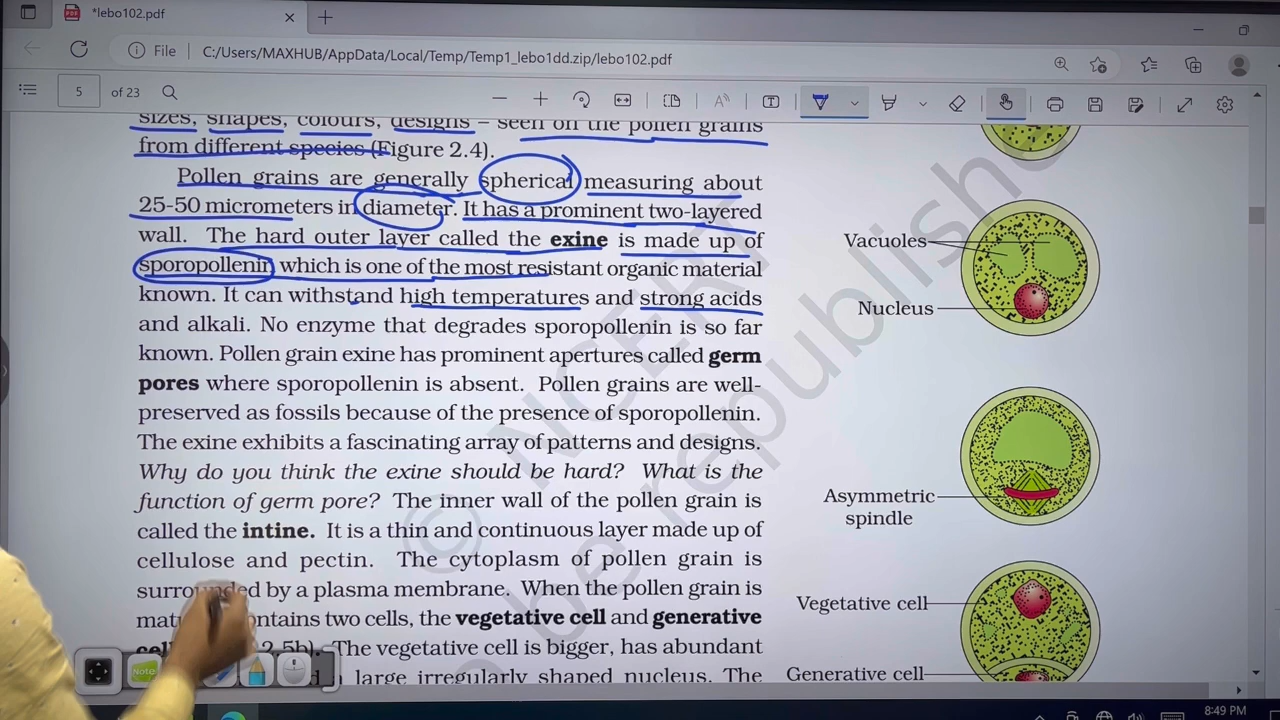 *lebo102.pdf
File
C:/Users/MAXHUB/AppData/Local/Temp/Temp1_lebo1dd.zip/lebo102.pdf
5 of 23
sizes, shapes, colours, designs – seen on the pollen grains
from different species (Figure 2.4).
Pollen grains are generally spherical measuring about
25-50 micrometers in diameter. It has a prominent two-layered
wall. The hard outer layer called the exine is made up of
sporopollenin which is one of the most resistant organic material
known. It can withstand high temperatures and strong acids
and alkali. No enzyme that degrades sporopollenin is so far
known. Pollen grain exine has prominent apertures called germ
pores where sporopollenin is absent. Pollen grains are well-
preserved as fossils because of the presence of sporopollenin.
The exine exhibits a fascinating array of patterns and designs.
Why do you think the exine should be hard? What is the
function of germ pore? The inner wall of the pollen grain is
called the intine. It is a thin and continuous layer made up of
cellulose and pectin. The cytoplasm of pollen grain is
surrounded by a plasma membrane. When the pollen grain is
contains two cells, the vegetative cell and generative
2.5b). The vegetative cell is bigger, has abundant
large irregularly shaped nucleus. The
Vacuoles
Nucleus
Asymmetric
spindle
Vegetative cell
Generative cell
© NCERT
be republished
Note
8:49 PM